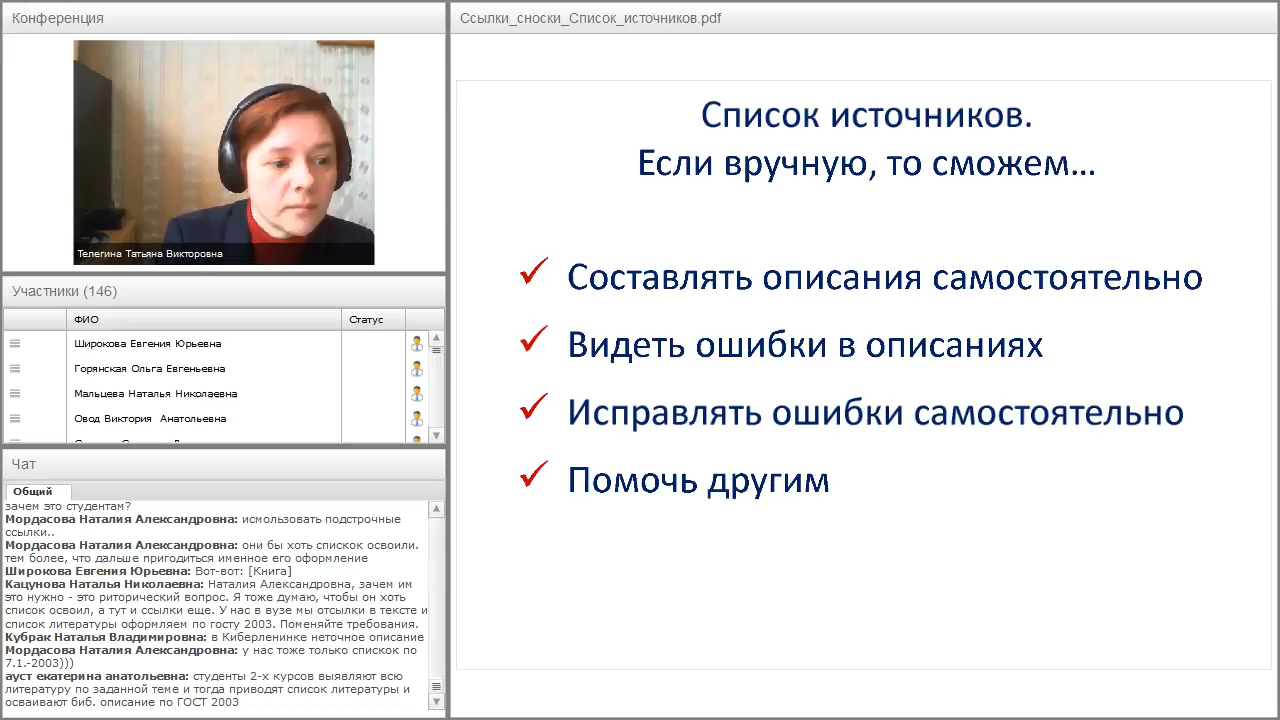 Конференция
Телегина Татьяна Викторовна
Участники (146)
ФИО
Статус
Широкова Евгения Юрьевна
Горянская Ольга Евгеньевна
Мальцева Наталья Николаевна
Овод Виктория Анатольевна
Чат
Общий
зачем это студентам?
Мордасова Наталия Александровна: исмользовать подстрочные
ссылки..
Мордасова Наталия Александровна: они бы хоть спискок освоили.
тем более, что дальше пригодиться именное его оформление
Широкова Евгения Юрьевна: Вот-вот: [Книга]
Кацунова Наталья Николаевна: Наталия Александровна, зачем им
это нужно - это риторический вопрос. Я тоже думаю, чтобы он хоть
список освоил, а тут и ссылки еще. У нас в вузе мы отсылки в тексте и
список литературы оформляем по госту 2003. Поменяйте требования.
Кубрак Наталья Владимировна: в Киберленинке неточное описание
Мордасова Наталия Александровна: у нас тоже только спискок по
7.1.-2003)))
ауст екатерина анатольевна: студенты 2-х курсов выявляют всю
литературу по заданной теме и тогда приводят список литературы и
осваивают биб. описание по ГОСТ 2003
Ссылки_сноски_Список_источников.pdf
Список источников.
Если вручную, то сможем…
✓ Составлять описания самостоятельно
✓ Видеть ошибки в описаниях
✓ Исправлять ошибки самостоятельно
✓ Помочь другим